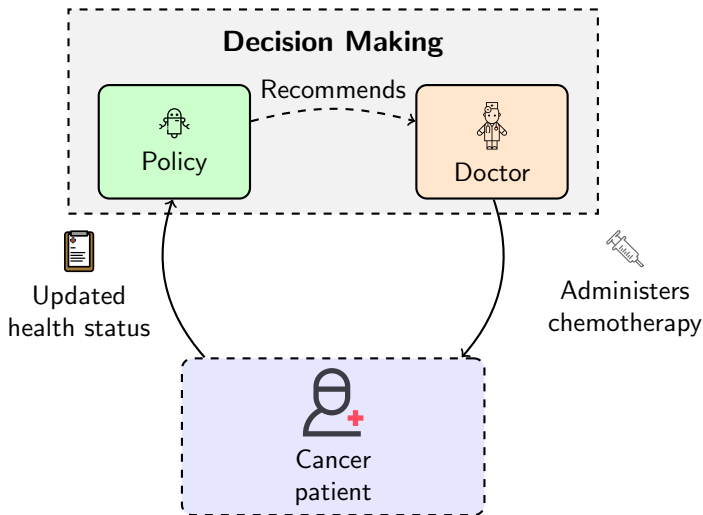 Decision Making
Recommends
Policy
Doctor
Updated
health status
Administers
chemotherapy
Cancer
patient